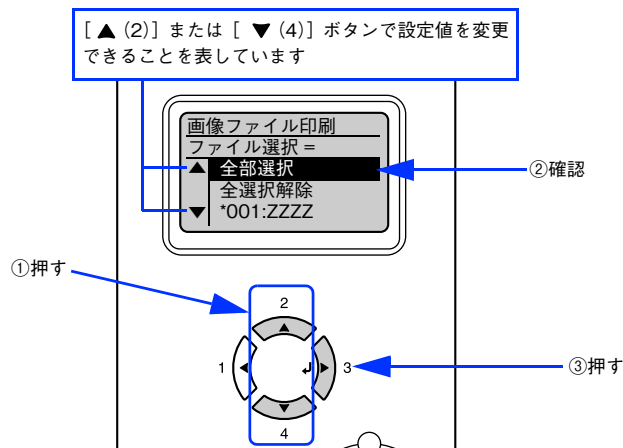 [ ▲ (2)] または [ ▼ (4)] ボタンで設定値を変更
できることを表しています
画像ファイル印刷
ファイル選択 =
▲ 全部選択
全選択解除
▼ *001:ZZZZ
②確認
①押す
2
1
3
③押す
4